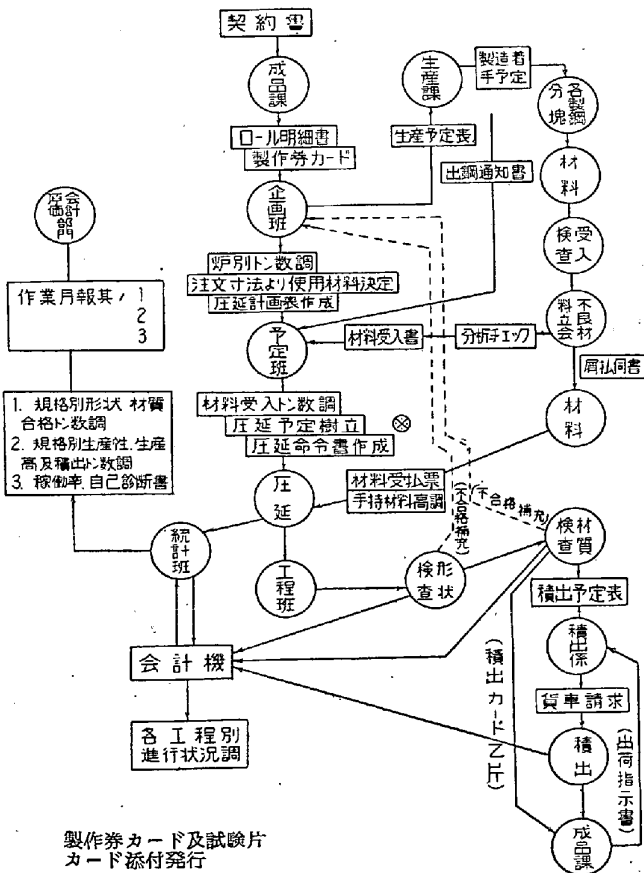 契約書
成品課
ロール明細書
製作券カード
企画班
炉別トン数調
注文寸法より使用材料決定
圧延計画表作成
予定班
材料受入トン数調
圧延予定樹立
圧延命令書作成
圧延
工程班
生産課
生産予定表
製造着
手予定
出鋼通知書
各製鋼
分塊
材料
受入
検査
不良材
料立会
分析チェック
材料受入書
屑払伺書
材料
材料受払票
手持材料高調
検形
査状
(不合格補充)
(不合格補充)
検材
査質
積出予定表
積出係
貨車請求
積出
成品課
(出荷指示書)
(積出カード乙片)
会計
原価
部門
作業月報其ノ 1
2
3
1. 規格別形状 材質
合格トン数調
2. 規格別生産性、生産
高及積出トン数調
3. 稼働率、自己診断書
統計班
会計機
各工程別
進行状況調
製作券カード及試験片
カード添付発行